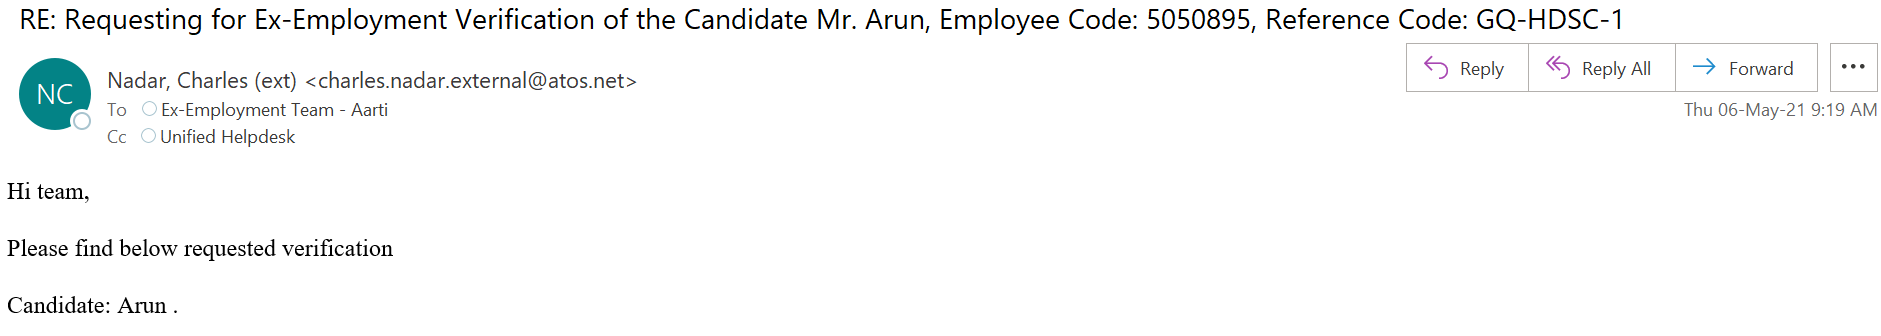 RE: Requesting for Ex-Employment Verification of the Candidate Mr. Arun, Employee Code: 5050895, Reference Code: GQ-HDSC-1
NC
Nadar, Charles (ext) <charles.nadar.external@atos.net>
To Ex-Employment Team - Aarti
Cc Unified Helpdesk
Reply
Reply All
Forward
...
Thu 06-May-21 9:19 AM
Hi team,
Please find below requested verification
Candidate: Arun .